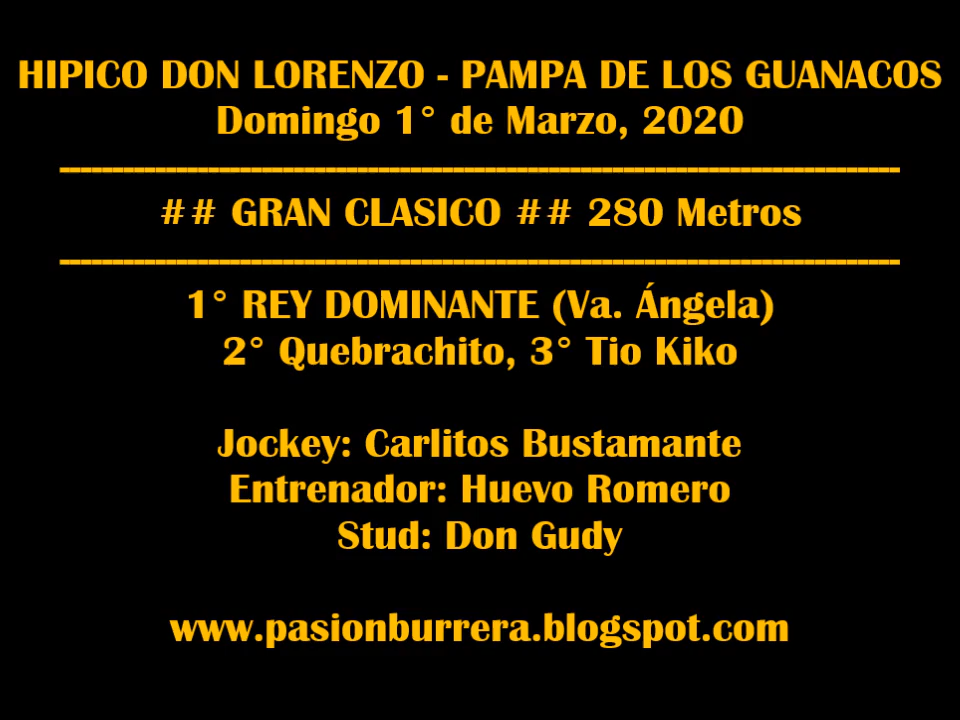 HIPICO DON LORENZO - PAMPA DE LOS GUANACOS
Domingo 1° de Marzo, 2020
--------------------------------------------------------------------------------
## GRAN CLASICO ## 280 Metros
--------------------------------------------------------------------------------
1° REY DOMINANTE (Va. Ángela)
2° Quebrachito, 3° Tio Kiko
Jockey: Carlitos Bustamante
Entrenador: Huevo Romero
Stud: Don Gudy
www.pasionburrera.blogspot.com